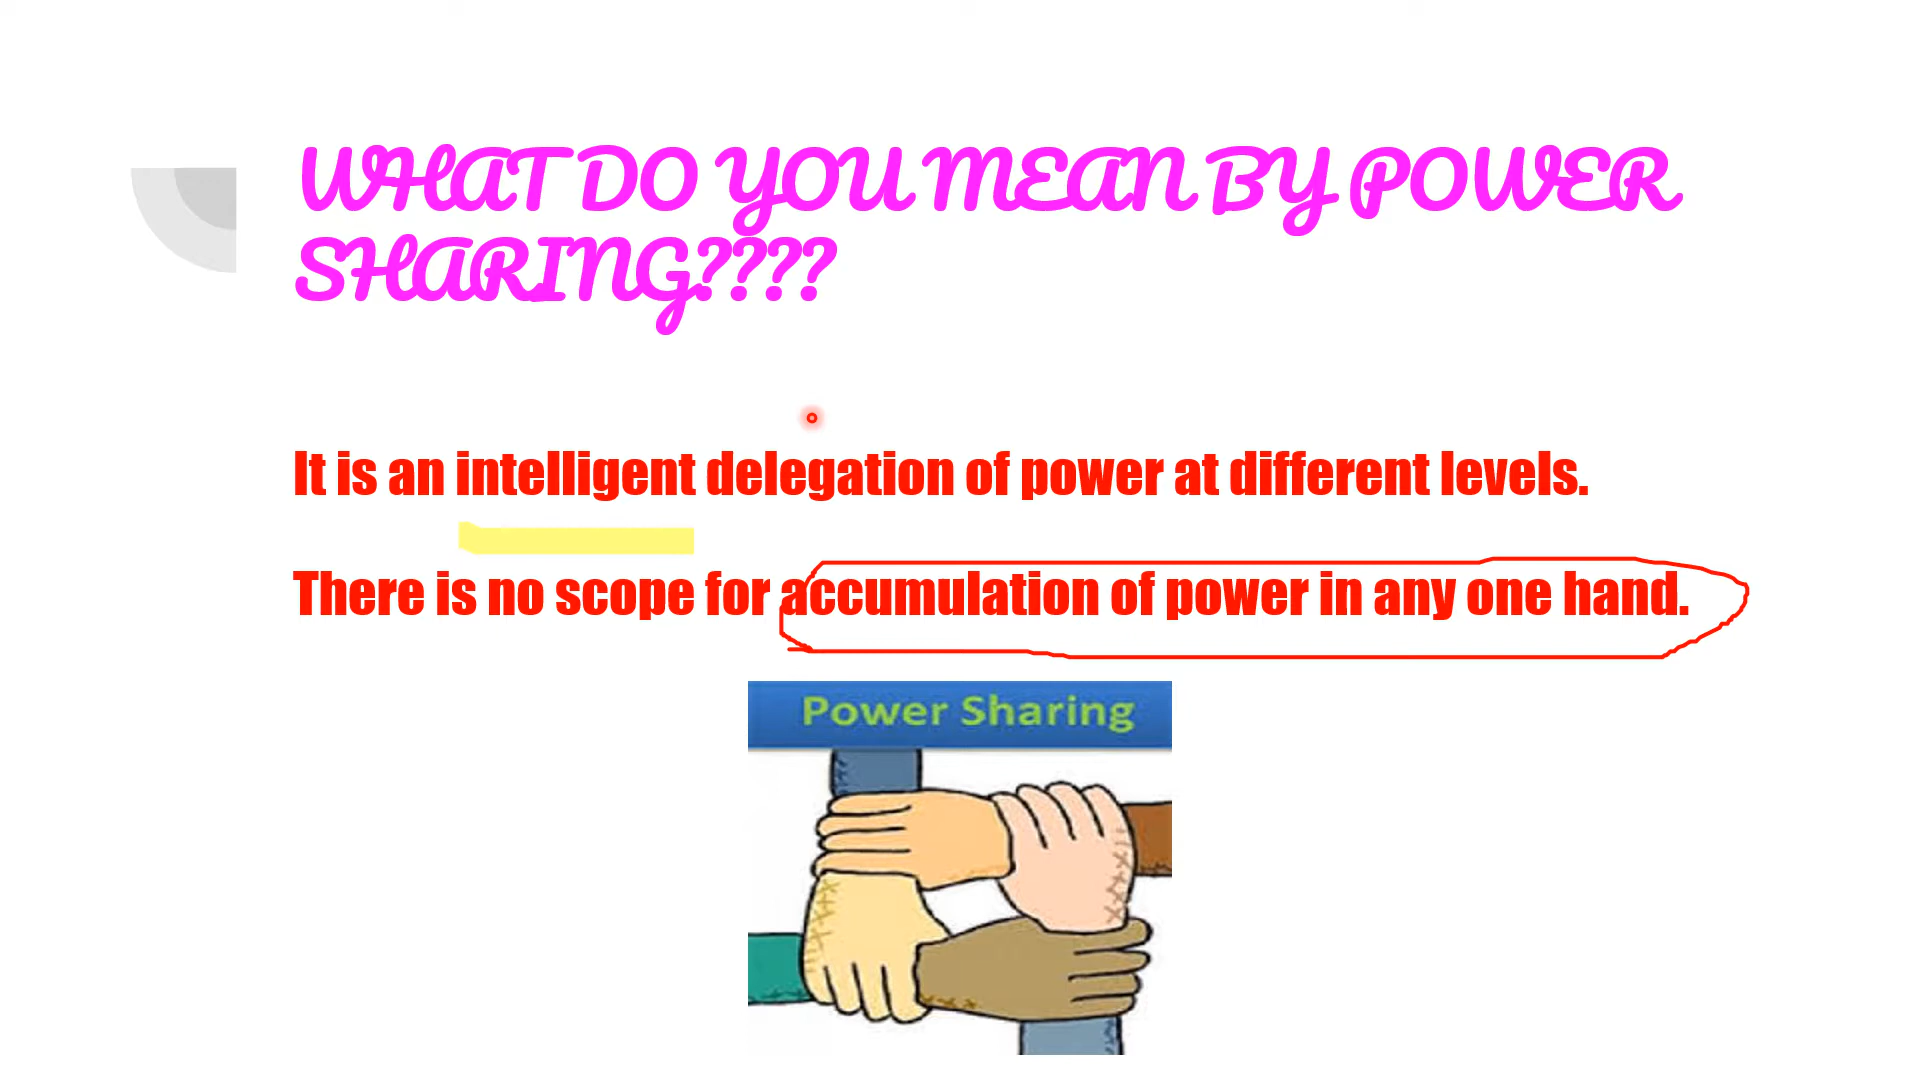 WHAT DO YOU MEAN BY POWER
SHARING????
It is an intelligent delegation of power at different levels.
There is no scope for accumulation of power in any one hand.
Power Sharing